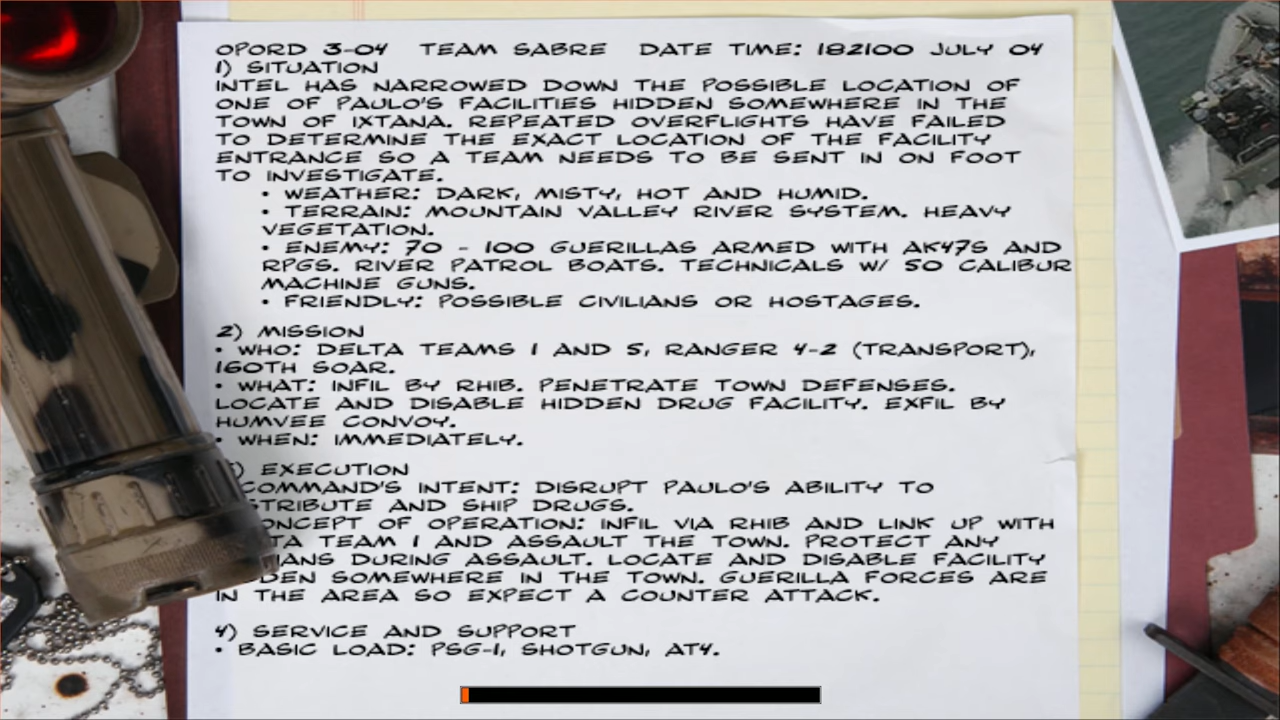 OPORD 3-04 TEAM SABRE DATE TIME: 182100 JULY 04
1) SITUATION
INTEL HAS NARROWED DOWN THE POSSIBLE LOCATION OF
ONE OF PAULO'S FACILITIES HIDDEN SOMEWHERE IN THE
TOWN OF IXTANA. REPEATED OVERFLIGHTS HAVE FAILED
TO DETERMINE THE EXACT LOCATION OF THE FACILITY
ENTRANCE SO A TEAM NEEDS TO BE SENT IN ON FOOT
TO INVESTIGATE.
• WEATHER: DARK, MISTY, HOT AND HUMID.
• TERRAIN: MOUNTAIN VALLEY RIVER SYSTEM. HEAVY
VEGETATION.
• ENEMY: 70 - 100 GUERILLAS ARMED WITH AK47S AND
RPGS. RIVER PATROL BOATS. TECHNICALS W/ 50 CALIBUR
MACHINE GUNS.
• FRIENDLY: POSSIBLE CIVILIANS OR HOSTAGES.
2) MISSION
• WHO: DELTA TEAMS 1 AND 5, RANGER 4-2 (TRANSPORT),
160TH SOAR.
• WHAT: INFIL BY RHIB. PENETRATE TOWN DEFENSES.
LOCATE AND DISABLE HIDDEN DRUG FACILITY. EXFIL BY
HUMVEE CONVOY.
• WHEN: IMMEDIATELY.
) EXECUTION
COMMAND'S INTENT: DISRUPT PAULO'S ABILITY TO
STRIBUTE AND SHIP DRUGS.
ONCEPT OF OPERATION: INFIL VIA RHIB AND LINK UP WITH
TA TEAM 1 AND ASSAULT THE TOWN. PROTECT ANY
IANS DURING ASSAULT. LOCATE AND DISABLE FACILITY
DEN SOMEWHERE IN THE TOWN. GUERILLA FORCES ARE
IN THE AREA SO EXPECT A COUNTER ATTACK.
4) SERVICE AND SUPPORT
• BASIC LOAD: PSG-1, SHOTGUN, AT4.